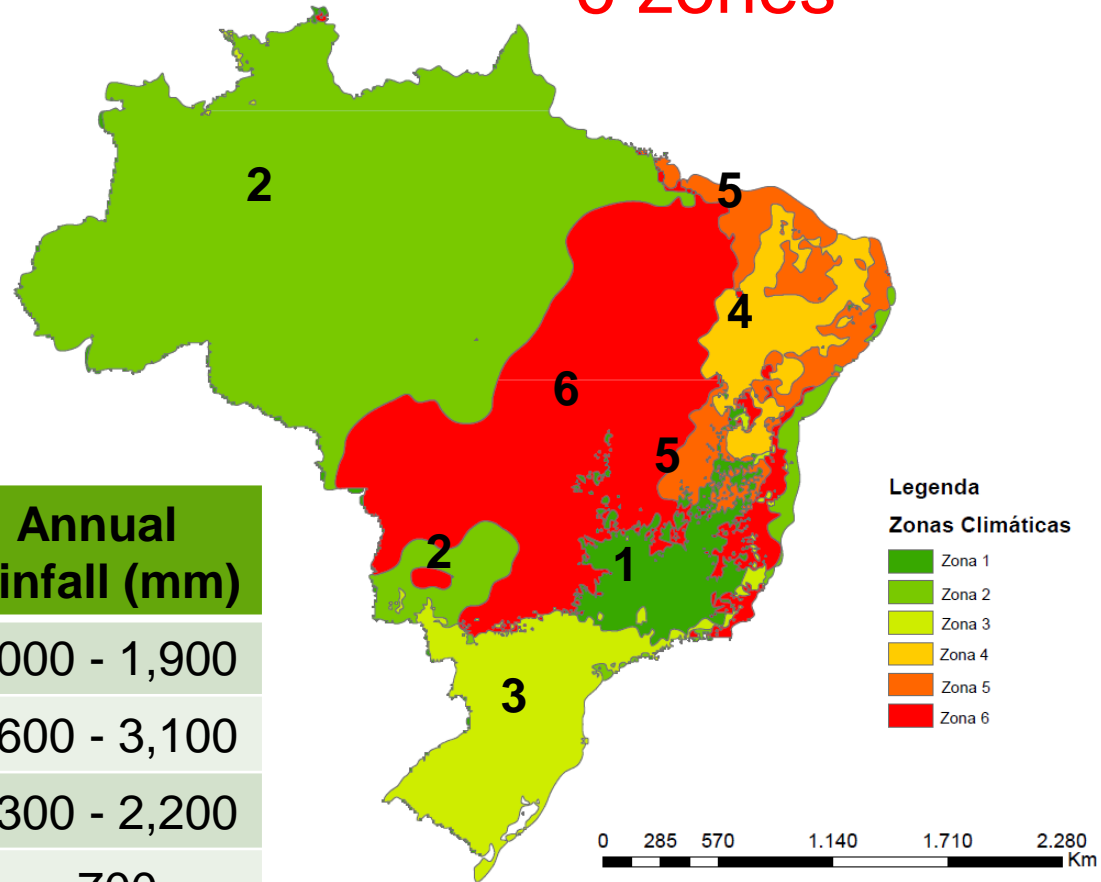 zones
2
5
4
6
5
2
1
3
Annual
infall (mm)
000 - 1,900
600 - 3,100
300 - 2,200
Legenda
Zonas Climáticas
Zona 1
Zona 2
Zona 3
Zona 4
Zona 5
Zona 6
0 285 570 1.140 1.710 2.280
Km